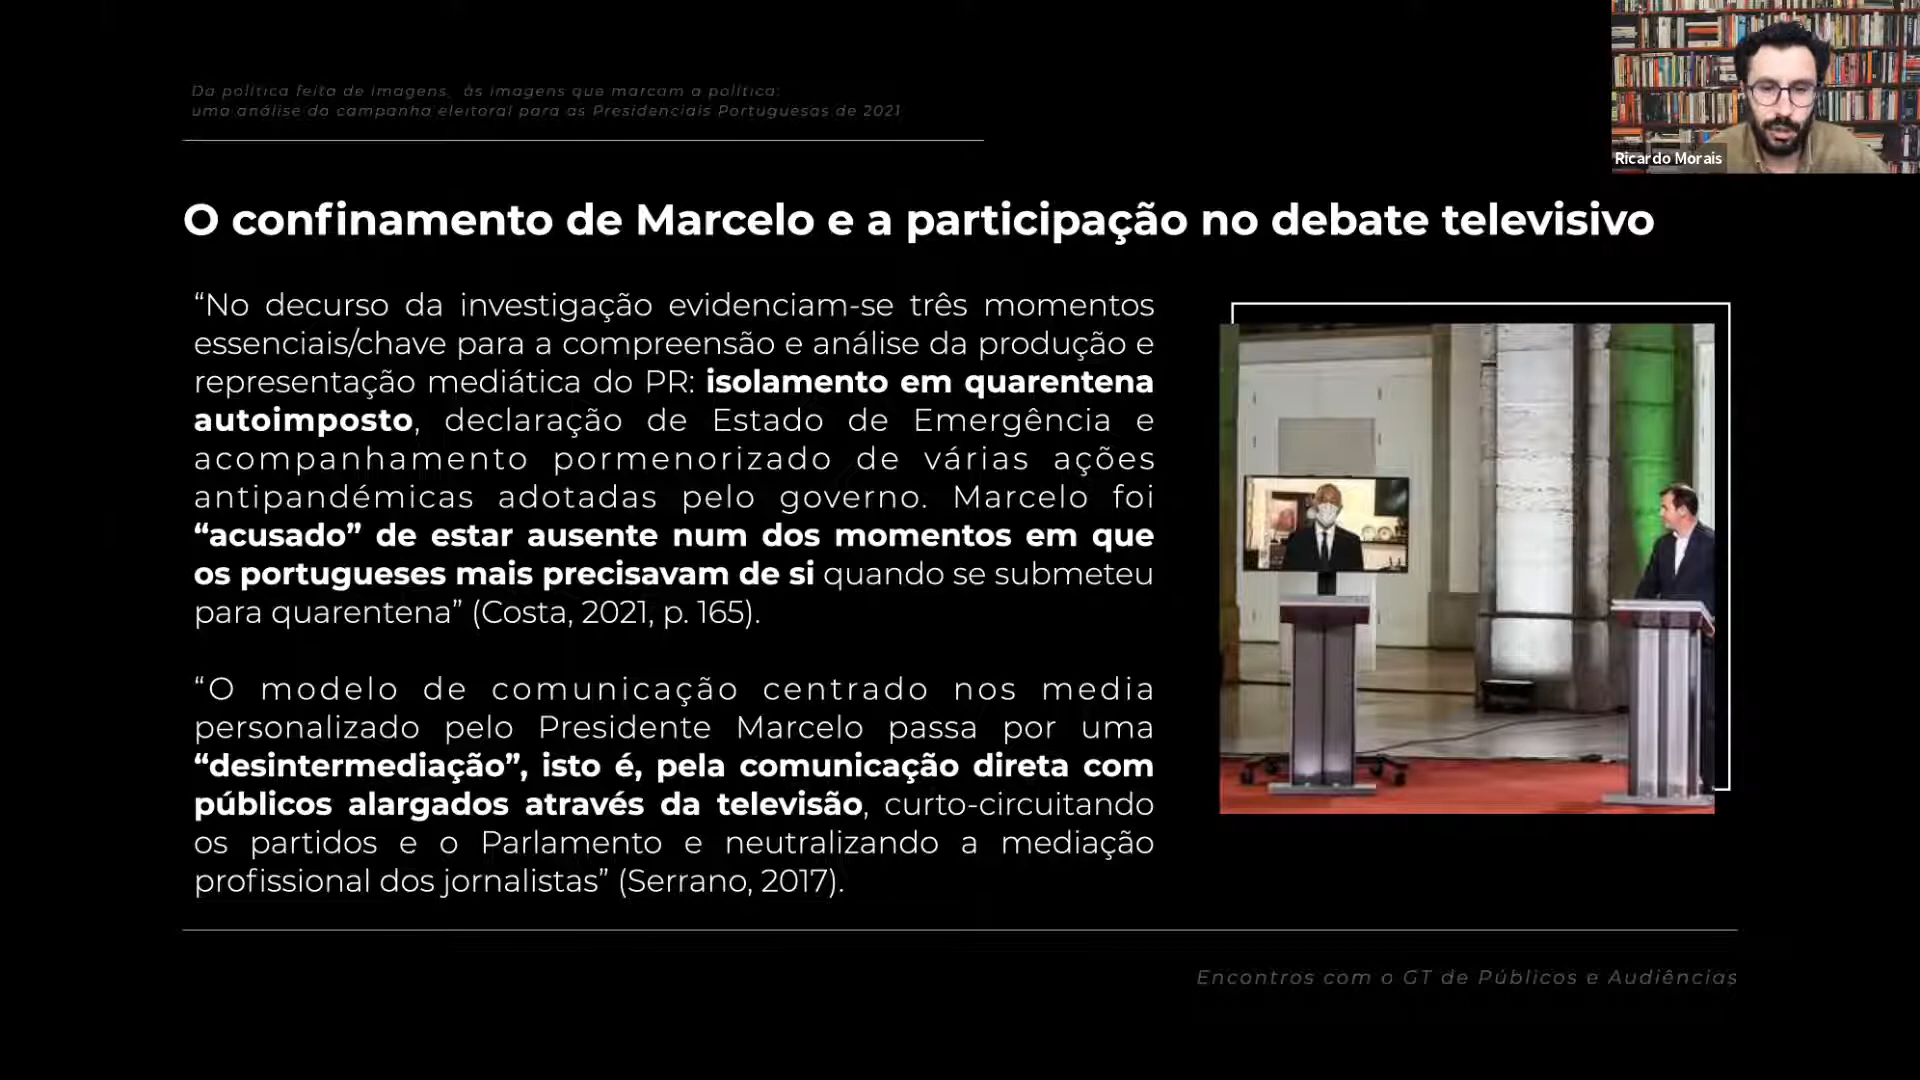 Da política feita de imagens, às imagens que marcam a política:
uma análise da campanha eleitoral para as Presidenciais Portuguesas de 2021
Ricardo Morais
O confinamento de Marcelo e a participação no debate televisivo
“No decurso da investigação evidenciam-se três momentos
essenciais/chave para a compreensão e análise da produção e
representação mediática do PR: isolamento em quarentena
autoimposto, declaração de Estado de Emergência e
acompanhamento pormenorizado de várias ações
antipandémicas adotadas pelo governo. Marcelo foi
“acusado” de estar ausente num dos momentos em que
os portugueses mais precisavam de si quando se submeteu
para quarentena” (Costa, 2021, p. 165).
“O modelo de comunicação centrado nos media
personalizado pelo Presidente Marcelo passa por uma
“desintermediação”, isto é, pela comunicação direta com
públicos alargados através da televisão, curto-circuitando
os partidos e o Parlamento e neutralizando a mediação
profissional dos jornalistas” (Serrano, 2017).
Encontros com o GT de Públicos e Audiências